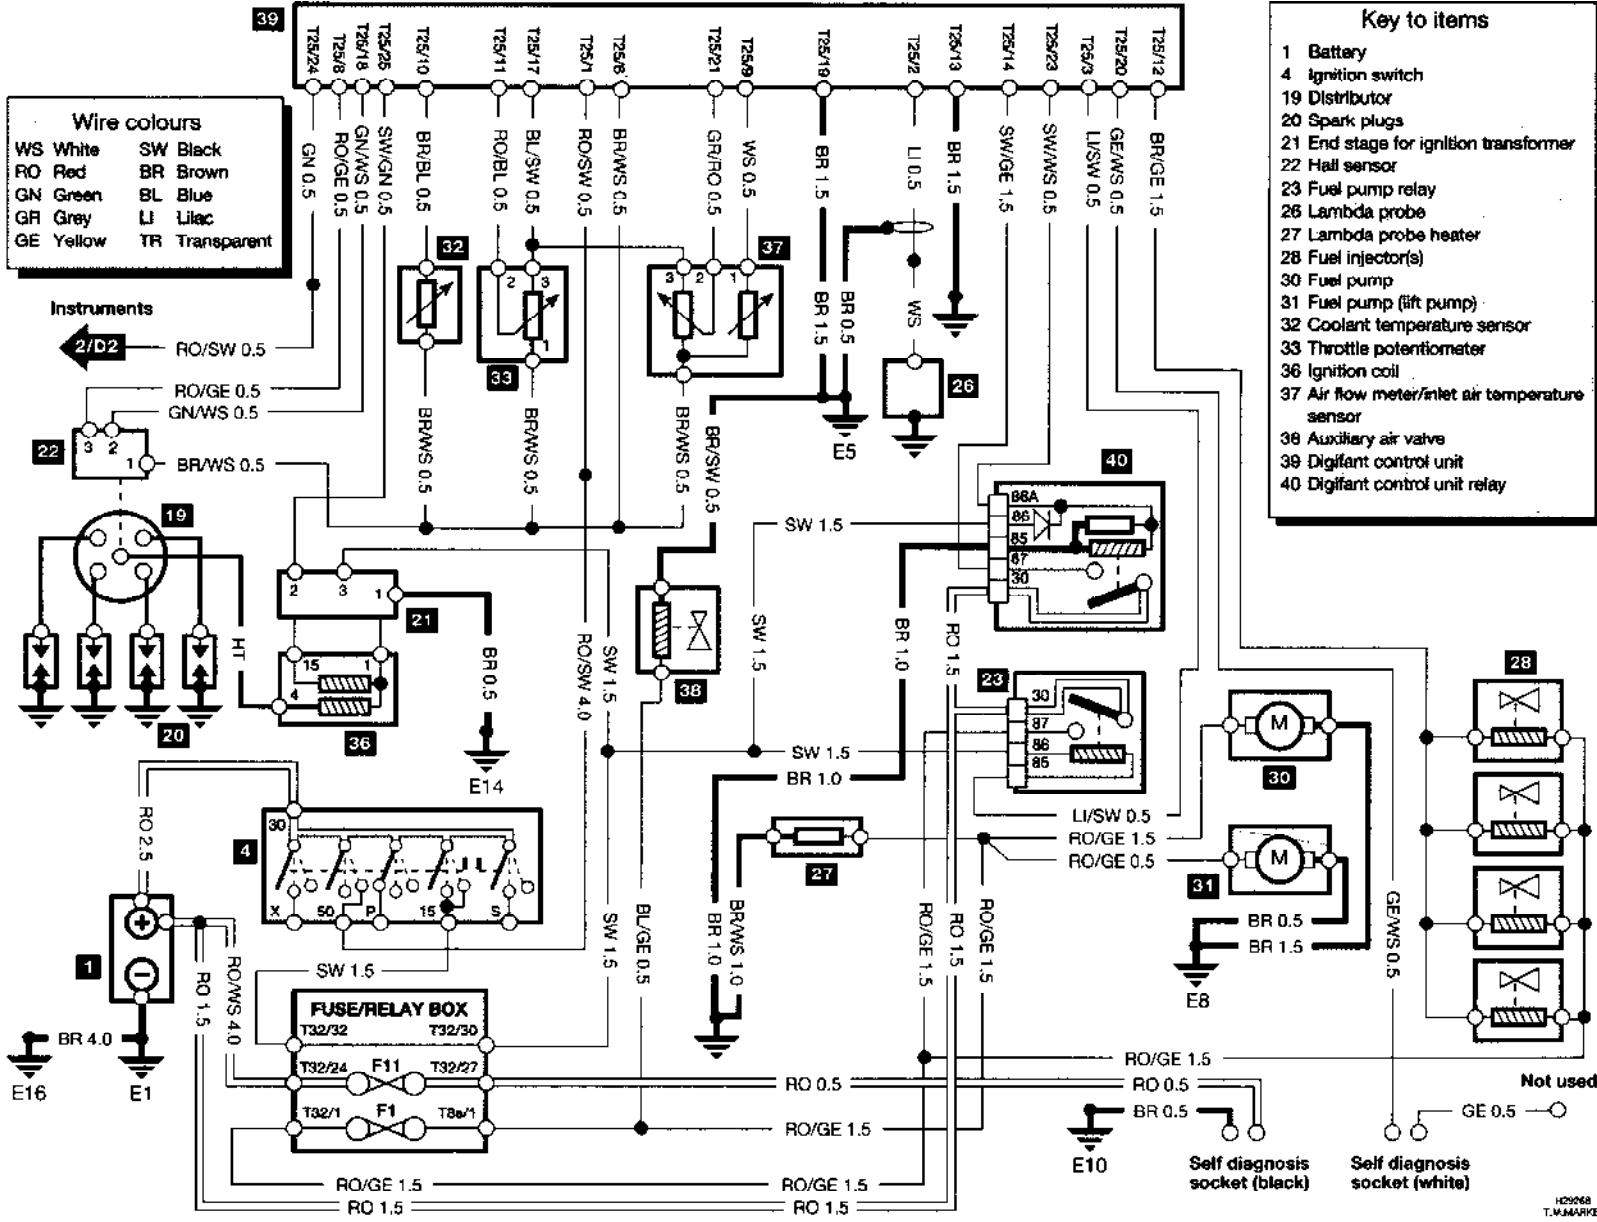 39
T25/24
T25/8
T25/18
T25/25
T25/10
T25/11
T25/17
T25/1
T25/6
T25/21
T25/9
T25/19
T25/2
T25/13
T25/14
T25/23
T25/3
T25/20
T25/12
Key to items
1 Battery
4 Ignition switch
19 Distributor
20 Spark plugs
21 End stage for ignition transformer
22 Hall sensor
23 Fuel pump relay
26 Lambda probe
27 Lambda probe heater
28 Fuel injector(s)
30 Fuel pump
31 Fuel pump (lift pump)
32 Coolant temperature sensor
33 Throttle potentiometer
36 Ignition coil
37 Air flow meter/inlet air temperature
sensor
38 Auxiliary air valve
39 Digifant control unit
40 Digifant control unit relay
Wire colours
WS White SW Black
RO Red BR Brown
GN Green BL Blue
GR Grey LI Lilac
GE Yellow TR Transparent
GN 0.5
RO/GE 0.5
GN/WS 0.5
SW/GN 0.5
BR/BL 0.5
RO/BL 0.5
BL/SW 0.5
RO/SW 0.5
BR/WS 0.5
GR/RO 0.5
WS 0.5
BR 1.5
LI 0.5
BR 1.5
SW/GE 1.5
SW/WS 0.5
LI/SW 0.5
GE/WS 0.5
BR/GE 1.5
32
37
2
3
3
2
1
BR 1.5
BR 0.5
WS
Instruments
2/D2
RO/SW 0.5
1
33
26
RO/GE 0.5
GN/WS 0.5
22
3
2
1
BR/WS 0.5
BR/WS 0.5
BR/WS 0.5
BR/WS 0.5
BR/SW 0.5
E5
40
86A
86
85
87
30
19
SW 1.5
2
3
1
21
HT
15
1
4
20
36
BR 0.5
E14
RO/SW 4.0
SW 1.5
38
SW 1.5
BR 1.0
RO 1.5
23
30
87
86
85
28
SW 1.5
BR 1.0
M
30
LI/SW 0.5
RO/GE 1.5
RO/GE 0.5
M
31
27
RO 2.5
4
30
X
50
P
15
S
1
SW 1.5
SW 1.5
BL/GE 0.5
BR 1.0
BR/WS 1.0
RO/GE 1.5
RO 1.5
RO/GE 1.5
BR 0.5
BR 1.5
E8
GE/WS 0.5
RO 1.5
RO/WS 4.0
BR 4.0
E16
E1
FUSE/RELAY BOX
T32/32
T32/30
T32/24
F11
T32/27
T32/1
F1
T8a/1
RO/GE 1.5
RO 0.5
RO 0.5
Not used
BR 0.5
GE 0.5
RO/GE 1.5
E10
Self diagnosis
socket (black)
Self diagnosis
socket (white)
RO/GE 1.5
RO/GE 1.5
RO 1.5
RO 1.5
H29268
T.M.MARKE